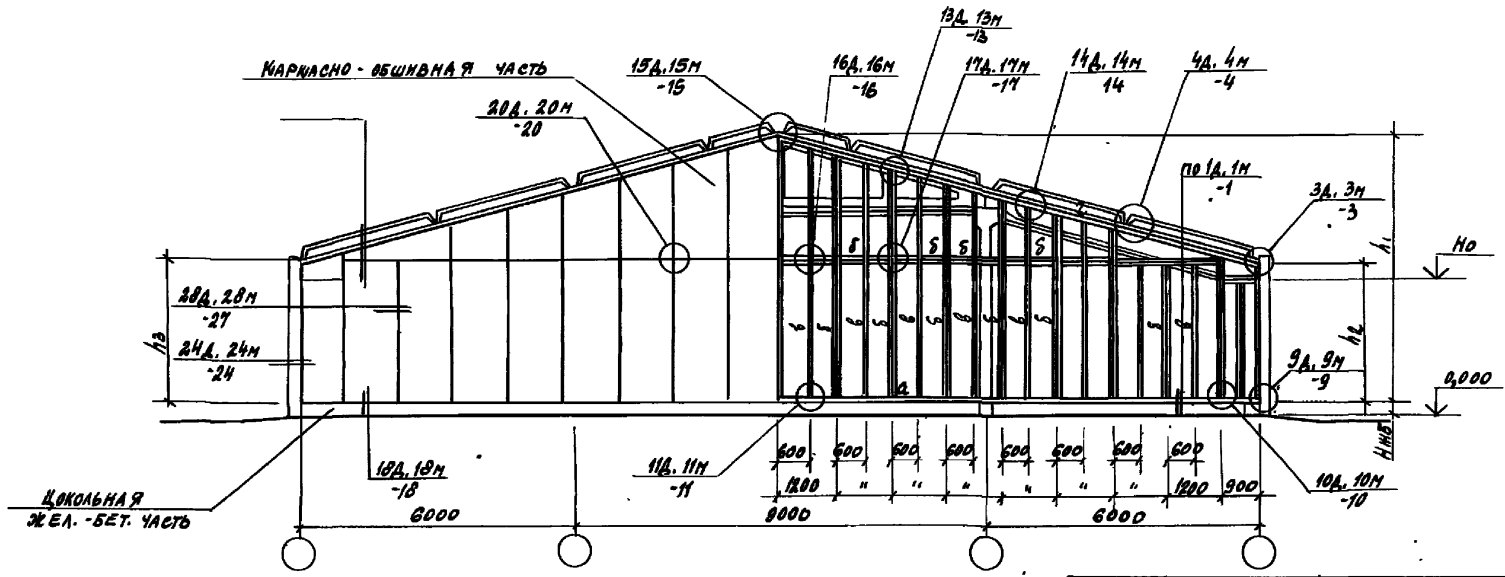 13Д. 13М
-13
КАРКАСНО - ОБШИВНАЯ ЧАСТЬ
15Д. 15М
-15
16Д. 16М
-16
17Д. 17М
-17
14Д. 14М
14
4Д. 4М
-4
20Д. 20М
-20
ПО 1Д. 1М
-1
3Д. 3М
-3
h1
НО
г
б
б
б
б
28Д. 28М
-27
h3
в
б
в
б
в
б
в
б
в
б
б
в
h2
24Д. 24М
-24
9Д. 9М
-9
0,000
а
НЖБ
600
600
600
600
600
600
600
600
18Д. 18М
-18
11Д. 11М
-11
1200
"
"
"
"
"
"
1200
900
10Д. 10М
-10
ЦОКОЛЬНАЯ
ЖЕЛ. -БЕТ. ЧАСТЬ
6000
9000
6000